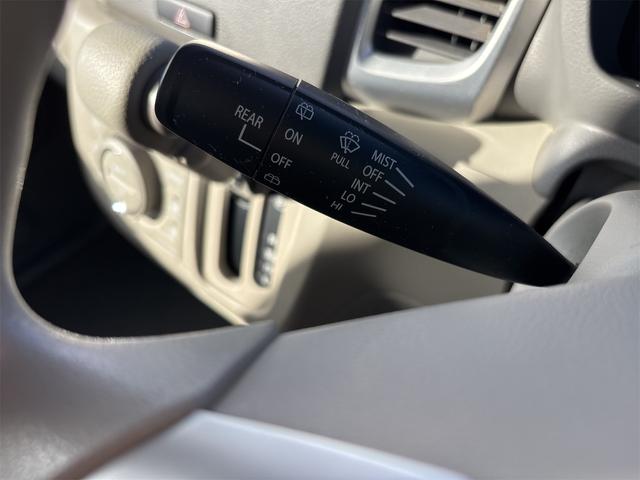 REAR
ON
OFF
PULL
MIST
OFF
INT
LO
HI